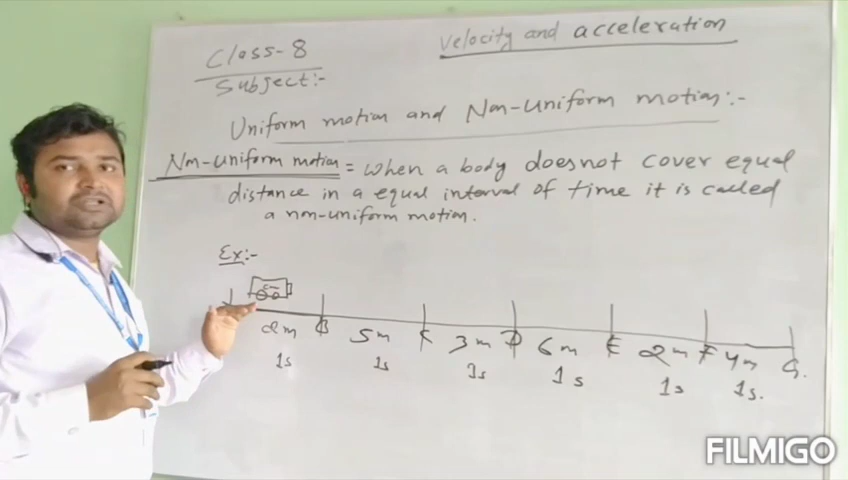 Class-8
Velocity and acceleration
Subject:-
Uniform motion and Non-uniform motion:-
Non-uniform motion = when a body doesnot cover equal
distance in a equal interval of time it is called
a non-uniform motion.
Ex:-
2m B 5m C 3m D 6m E 2m F 4m G.
1s 1s 1s 1s 1s 1s.
FILMIGO